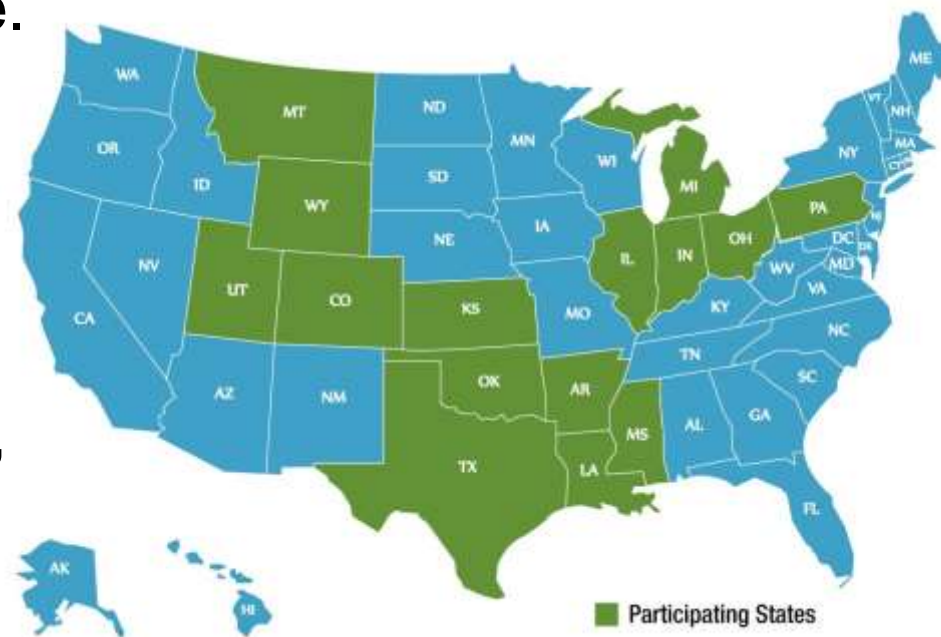 e.
WA
MT
ND
MN
ME
VT
NH
OR
ID
SD
WI
NY
MA
CT
WY
MI
NE
IA
PA
NJ
NV
UT
CO
IL
IN
OH
DC
DE
MD
WV
VA
CA
KS
MO
KY
NC
TN
AZ
NM
OK
AR
SC
MS
AL
GA
TX
LA
,
FL
AK
HI
Participating States